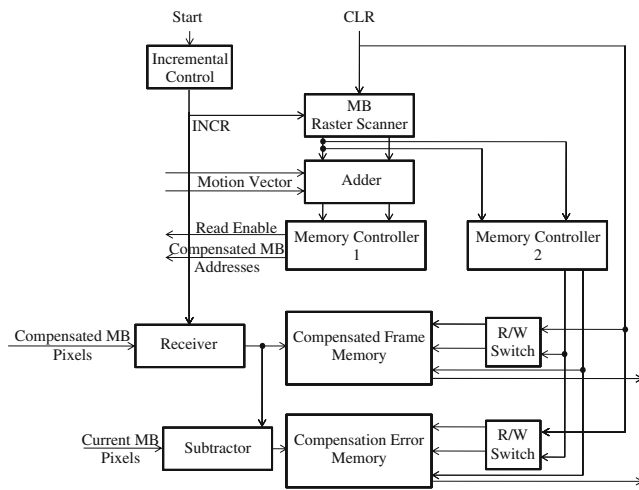 Start
CLR
Incremental
Control
MB
Raster Scanner
INCR
Motion Vector
Adder
Read Enable
Compensated MB
Addresses
Memory Controller
1
Memory Controller
2
Compensated MB
Pixels
Receiver
Compensated Frame
Memory
R/W
Switch
Current MB
Pixels
Subtractor
Compensation Error
Memory
R/W
Switch